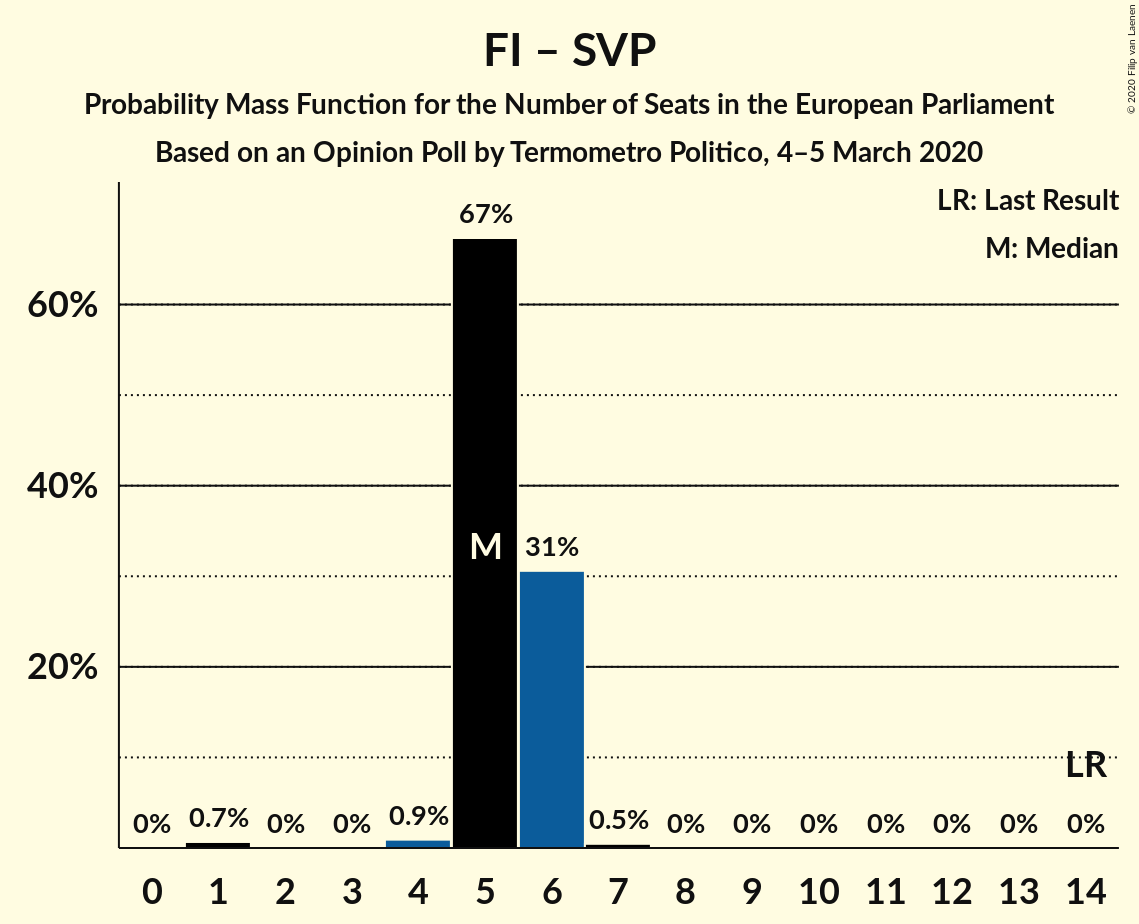 FI – SVP
Probability Mass Function for the Number of Seats in the European Parliament
Based on an Opinion Poll by Termometro Politico, 4–5 March 2020
© 2020 Filip van Laenen
LR: Last Result
M: Median
67%
60%
40%
M
31%
20%
LR
0% 0.7% 0% 0% 0.9% 0.5% 0% 0% 0% 0% 0% 0% 0%
0 1 2 3 4 5 6 7 8 9 10 11 12 13 14